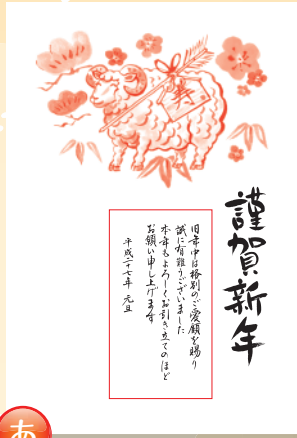 寿
謹賀新年
旧年中は格別のご愛顧を賜り
誠に有難うございました
本年もよろしくお引き立てのほど
お願い申し上げます
平成二十七年 元旦
あ